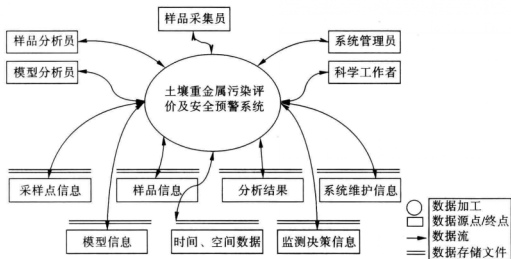 样品采集员
样品分析员
系统管理员
模型分析员
科学工作者
土壤重金属污染评
价及安全预警系统
采样点信息
样品信息
分析结果
系统维护信息
模型信息
时间、空间数据
监测决策信息
数据加工
数据源点/终点
数据流
数据存储文件